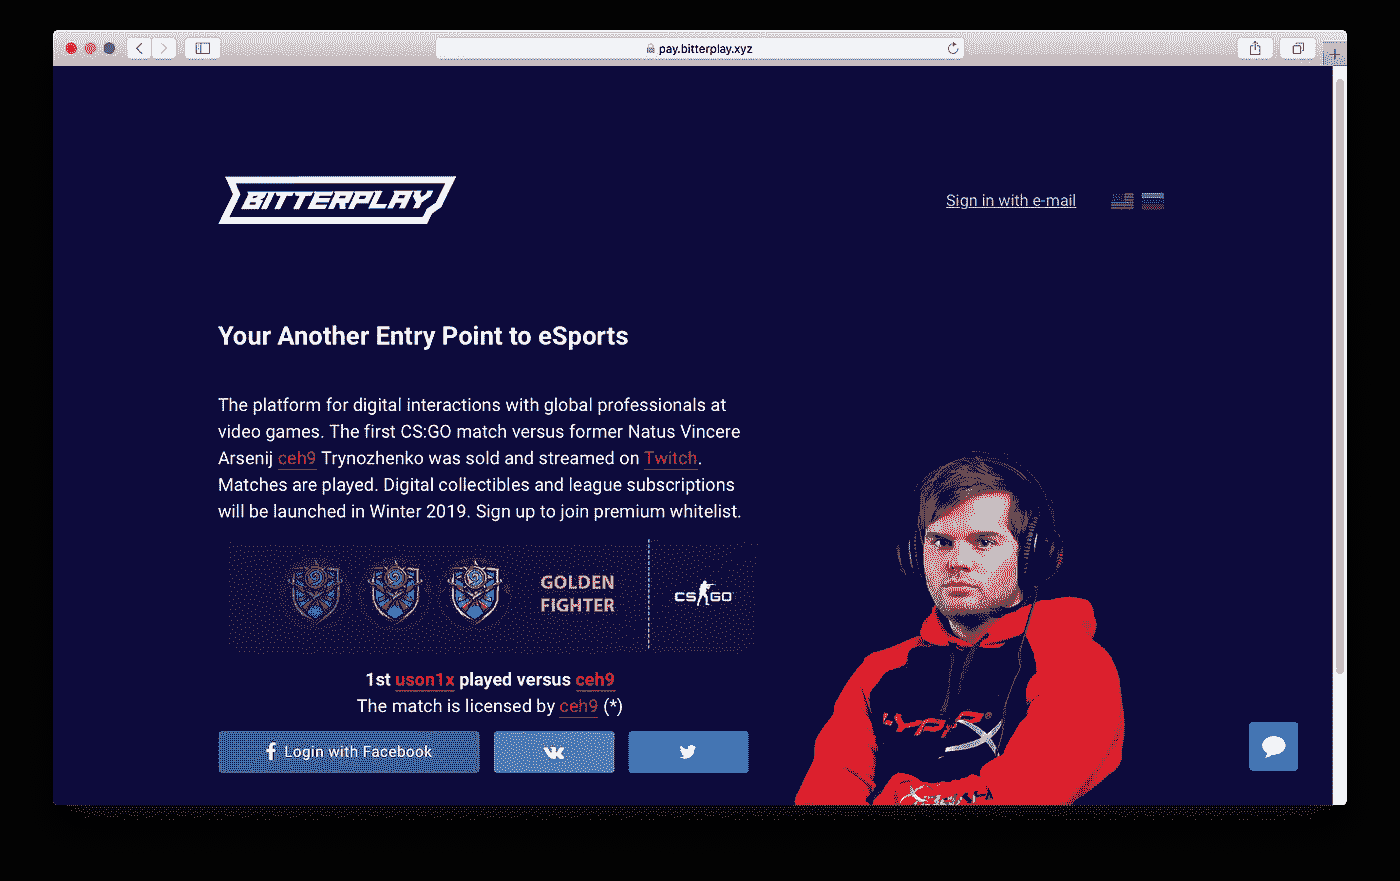 pay.bitterplay.xyz
BITTERPLAY
Sign in with e-mail
Your Another Entry Point to eSports
The platform for digital interactions with global professionals at
video games. The first CS:GO match versus former Natus Vincere
Arsenij ceh9 Trynozhenko was sold and streamed on Twitch.
Matches are played. Digital collectibles and league subscriptions
will be launched in Winter 2019. Sign up to join premium whitelist.
GOLDEN
FIGHTER
CS GO
1st uson1x played versus ceh9
The match is licensed by ceh9 (*)
Login with Facebook